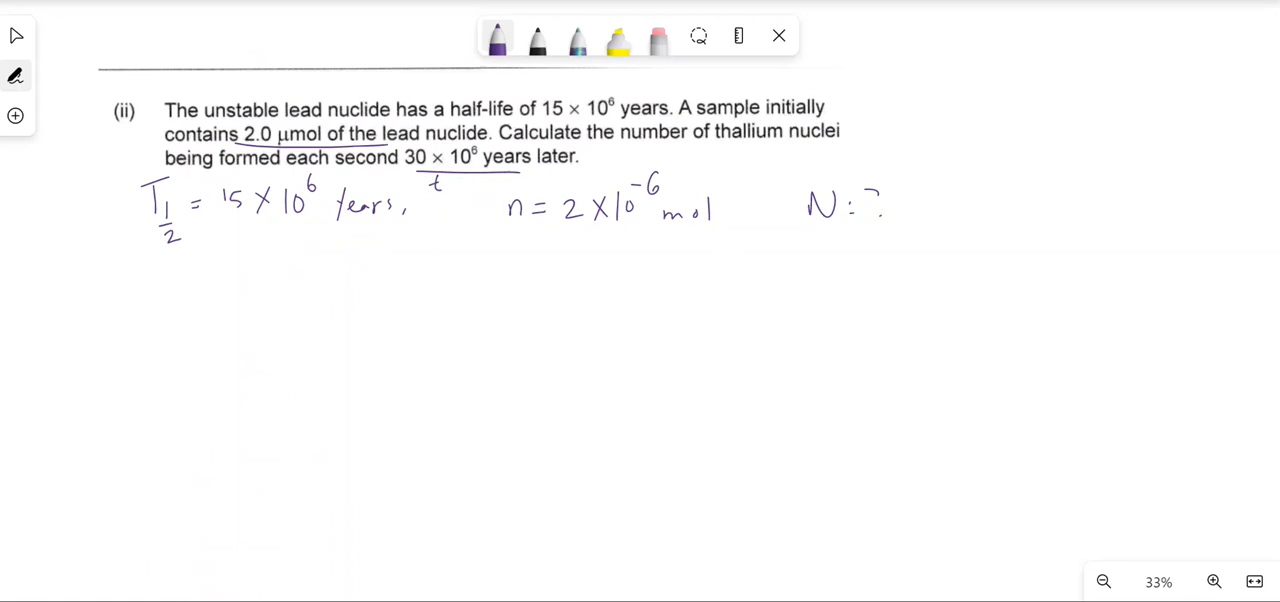 (ii) The unstable lead nuclide has a half-life of 15 × 10⁶ years. A sample initially
contains 2.0 μmol of the lead nuclide. Calculate the number of thallium nuclei
being formed each second 30 × 10⁶ years later.
t
T½ = 15 × 10⁶ years, n = 2 × 10⁻⁶ mol N : ?
33%